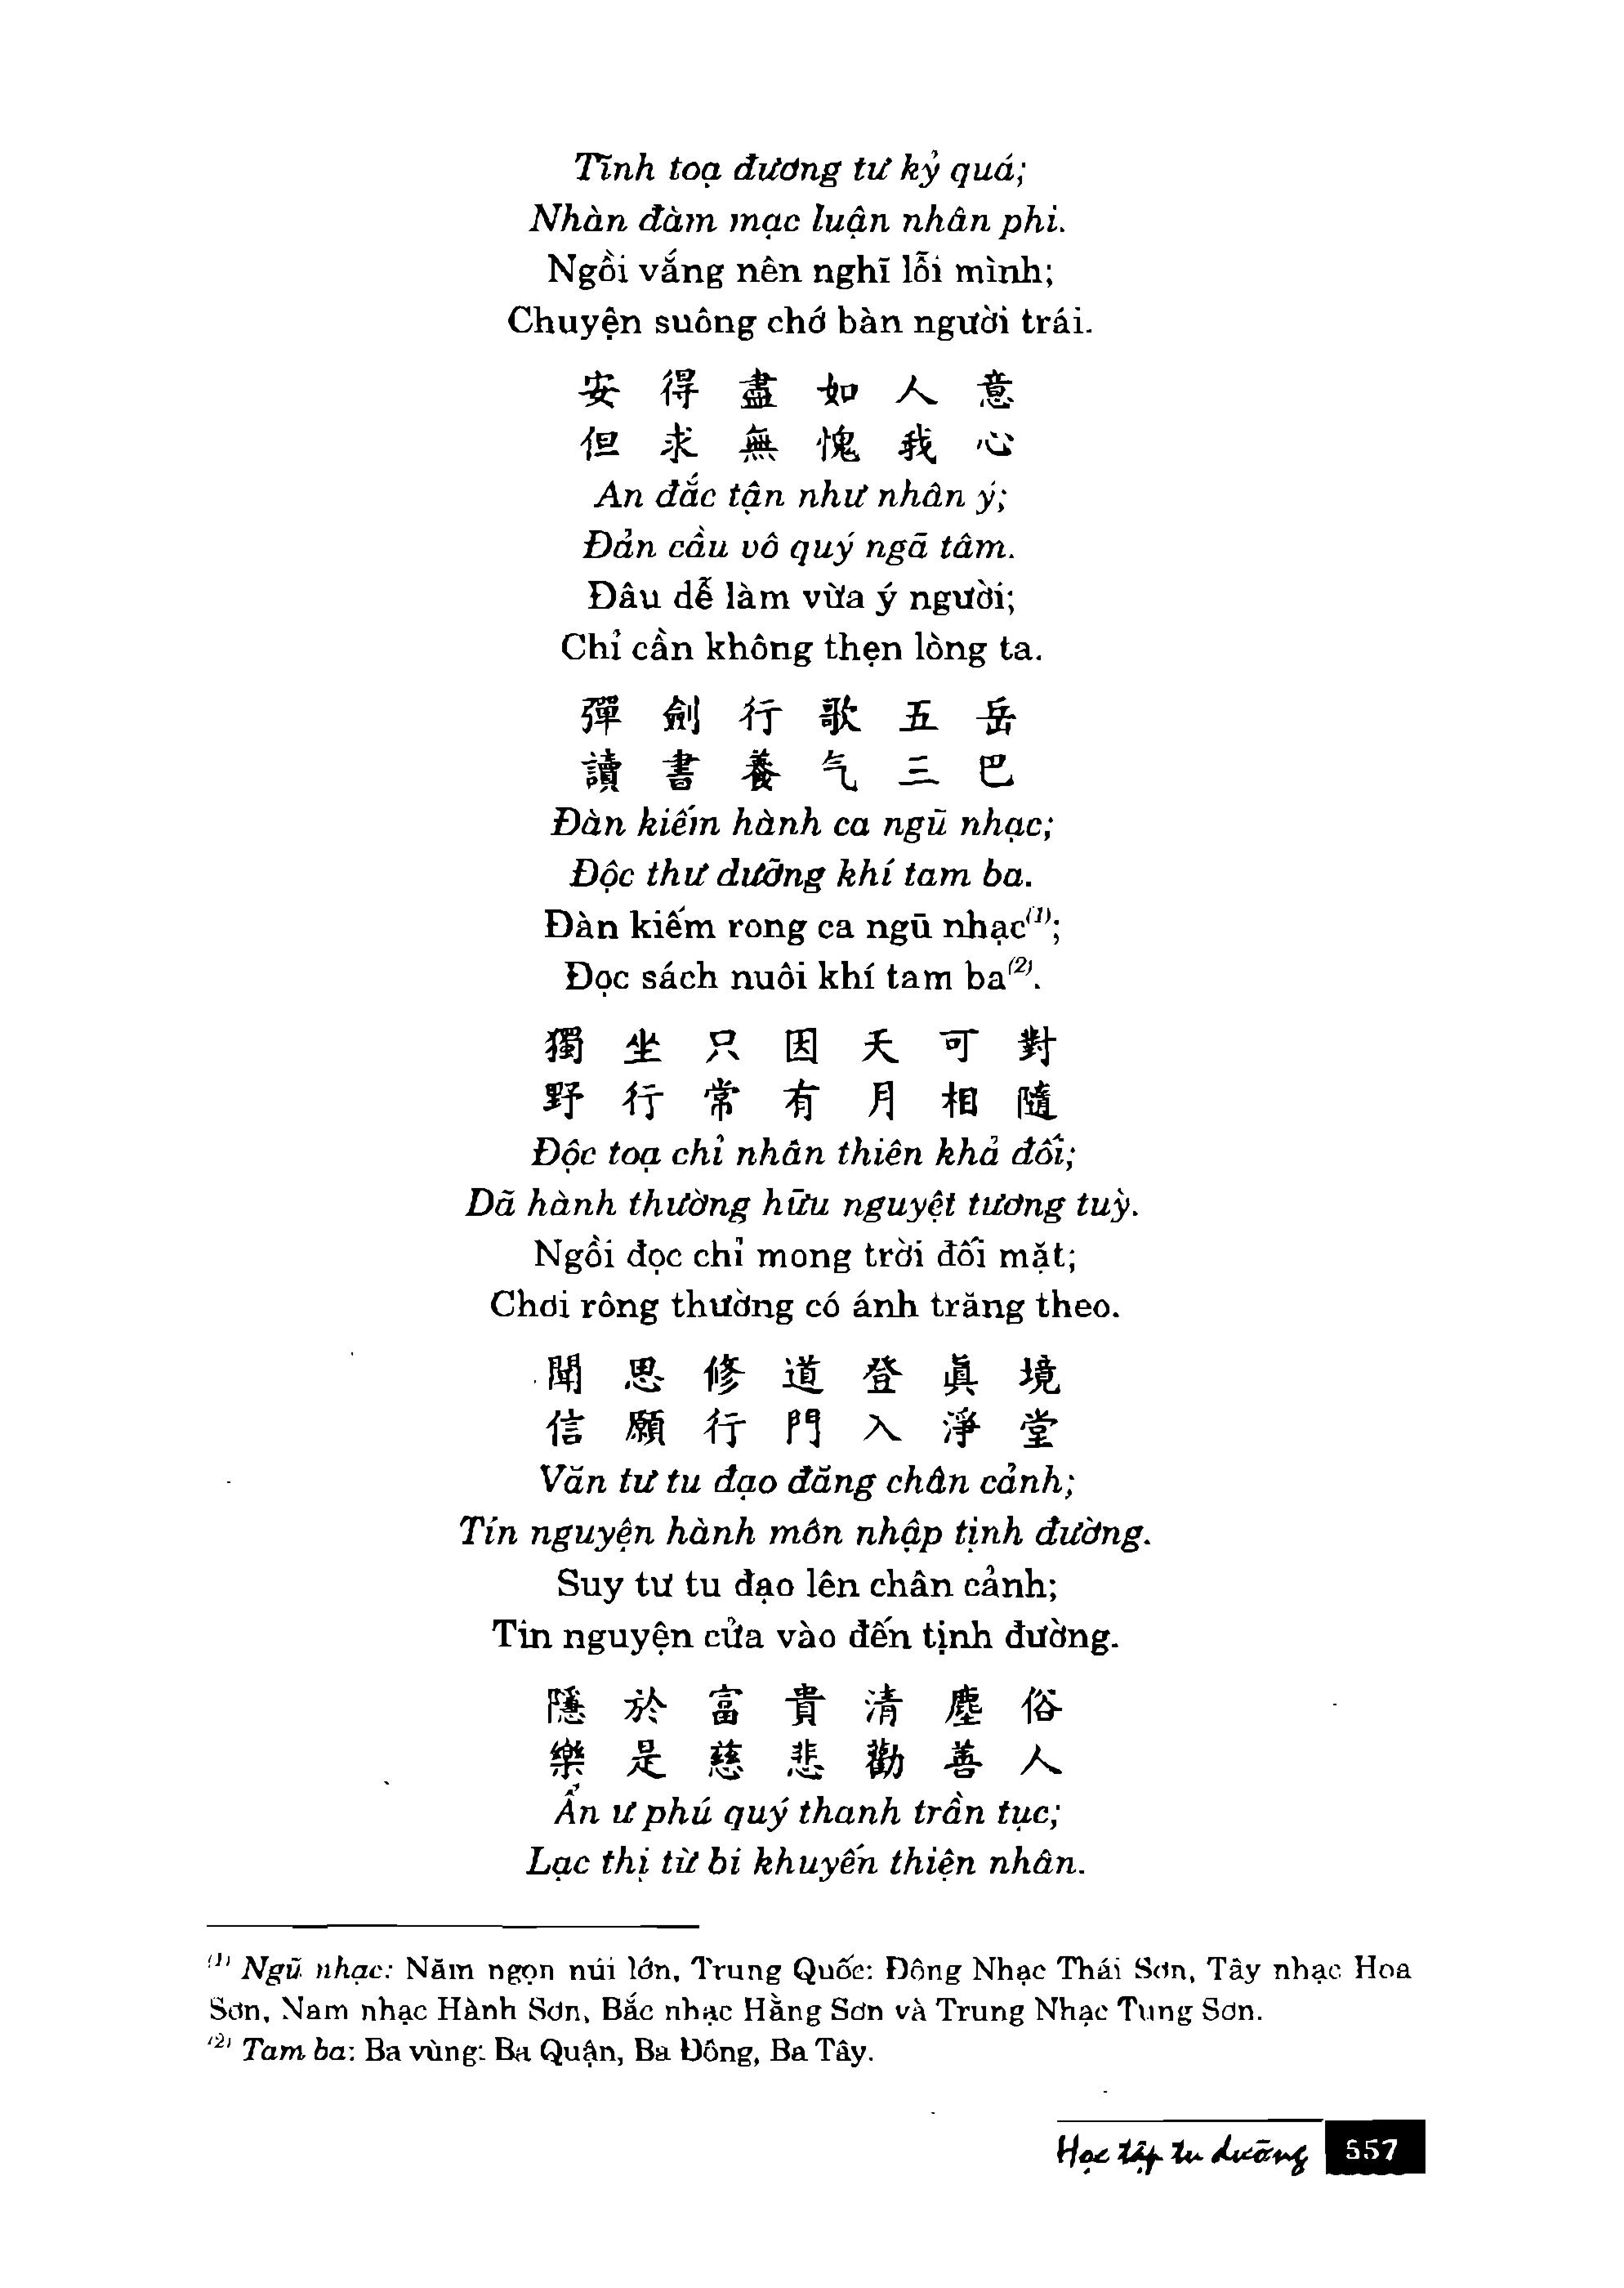 Tĩnh toạ đương tư kỷ quá;
Nhàn đàm mạc luận nhân phi.
Ngồi vắng nên nghĩ lỗi mình;
Chuyện suông chớ bàn người trái.
安 得 盡 如 人 意
但 求 無 愧 我 心
An đắc tận như nhân ý;
Đản cầu vô quý ngã tâm.
Đâu dễ làm vừa ý người;
Chỉ cần không thẹn lòng ta.
彈 劍 行 歌 五 岳
讀 書 養 气 三 巴
Đàn kiếm hành ca ngũ nhạc;
Độc thư dưỡng khí tam ba.
Đàn kiếm rong ca ngũ nhạc(1);
Đọc sách nuôi khí tam ba(2).
獨 坐 只 因 天 可 對
野 行 常 有 月 相 隨
Độc toạ chỉ nhân thiên khả đối;
Dã hành thường hữu nguyệt tương tuỳ.
Ngồi đọc chỉ mong trời đối mặt;
Chơi rông thường có ánh trăng theo.
聞 思 修 道 登 眞 境
信 願 行 門 入 淨 堂
Văn tư tu đạo đăng chân cảnh;
Tín nguyện hành môn nhập tịnh đường.
Suy tư tu đạo lên chân cảnh;
Tin nguyện cửa vào đến tịnh đường.
隱 於 富 貴 清 塵 俗
樂 是 慈 悲 勸 善 人
Ẩn ư phú quý thanh trần tục;
Lạc thị từ bi khuyến thiện nhân.
(1) Ngũ nhạc: Năm ngọn núi lớn, Trung Quốc: Đông Nhạc Thái Sơn, Tây nhạc Hoa
Sơn, Nam nhạc Hành Sơn, Bắc nhạc Hằng Sơn và Trung Nhạc Tung Sơn.
(2) Tam ba: Ba vùng: Ba Quận, Ba Đông, Ba Tây.
Học tập tu dưỡng 557